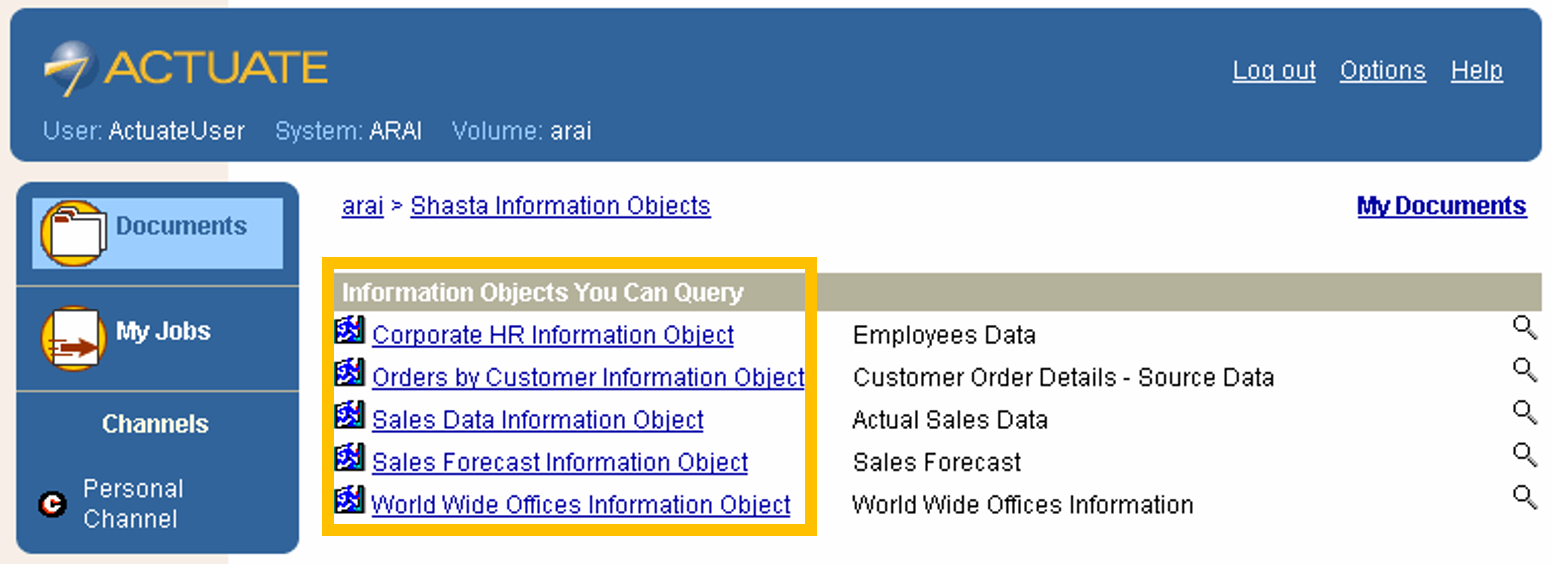 ACTUATE
Log out Options Help
User: ActuateUser System: ARAI Volume: arai
Documents
My Jobs
Channels
Personal
Channel
arai > Shasta Information Objects
My Documents
Information Objects You Can Query
Corporate HR Information Object Employees Data
Orders by Customer Information Object Customer Order Details - Source Data
Sales Data Information Object Actual Sales Data
Sales Forecast Information Object Sales Forecast
World Wide Offices Information Object World Wide Offices Information